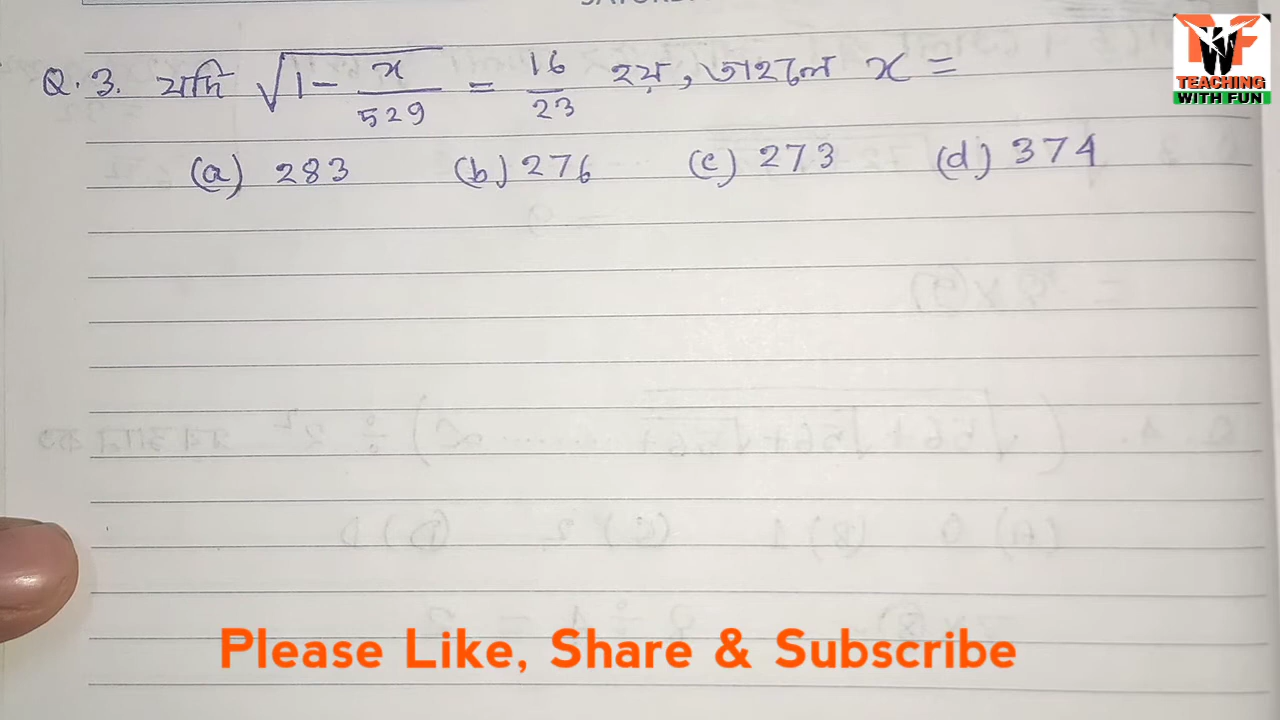 SATURD
TEACHING
WITH FUN
Q.3. যদি √(1 - x/529) = 16/23 হয়, তাহলে x =
(a) 283 (b) 276 (c) 273 (d) 374
Please Like, Share & Subscribe